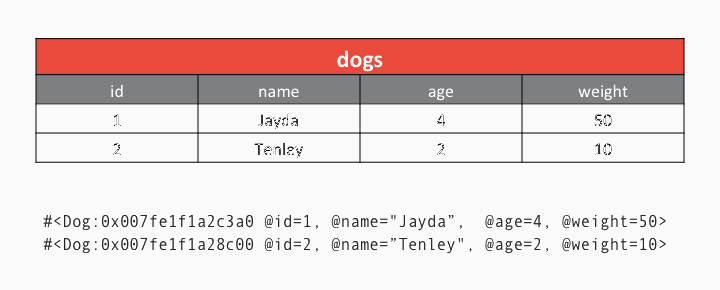 dogs
id name age weight
1 Jayda 4 50
2 Tenley 2 10
#<Dog:0x007fe1f1a2c3a0 @id=1, @name="Jayda”,  @age=4, @weight=50>
#<Dog:0x007fe1f1a28c00 @id=2, @name=”Tenley", @age=2, @weight=10>